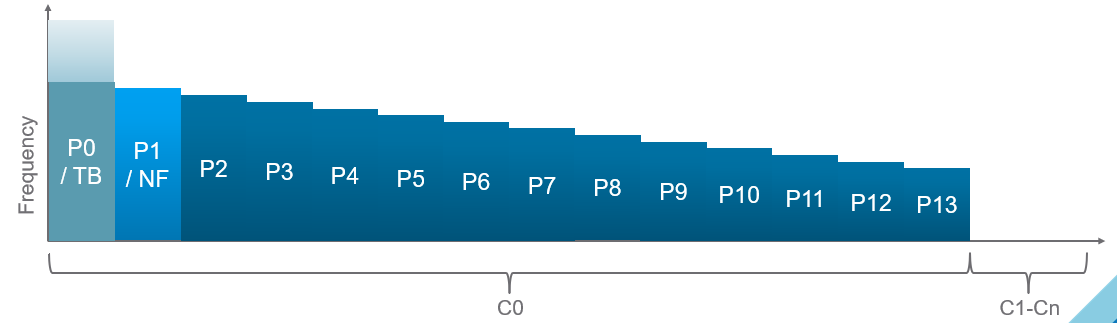 Frequency
P0
/ TB
P1
/ NF
P2
P3
P4
P5
P6
P7
P8
P9
P10
P11
P12
P13
C0
C1-Cn